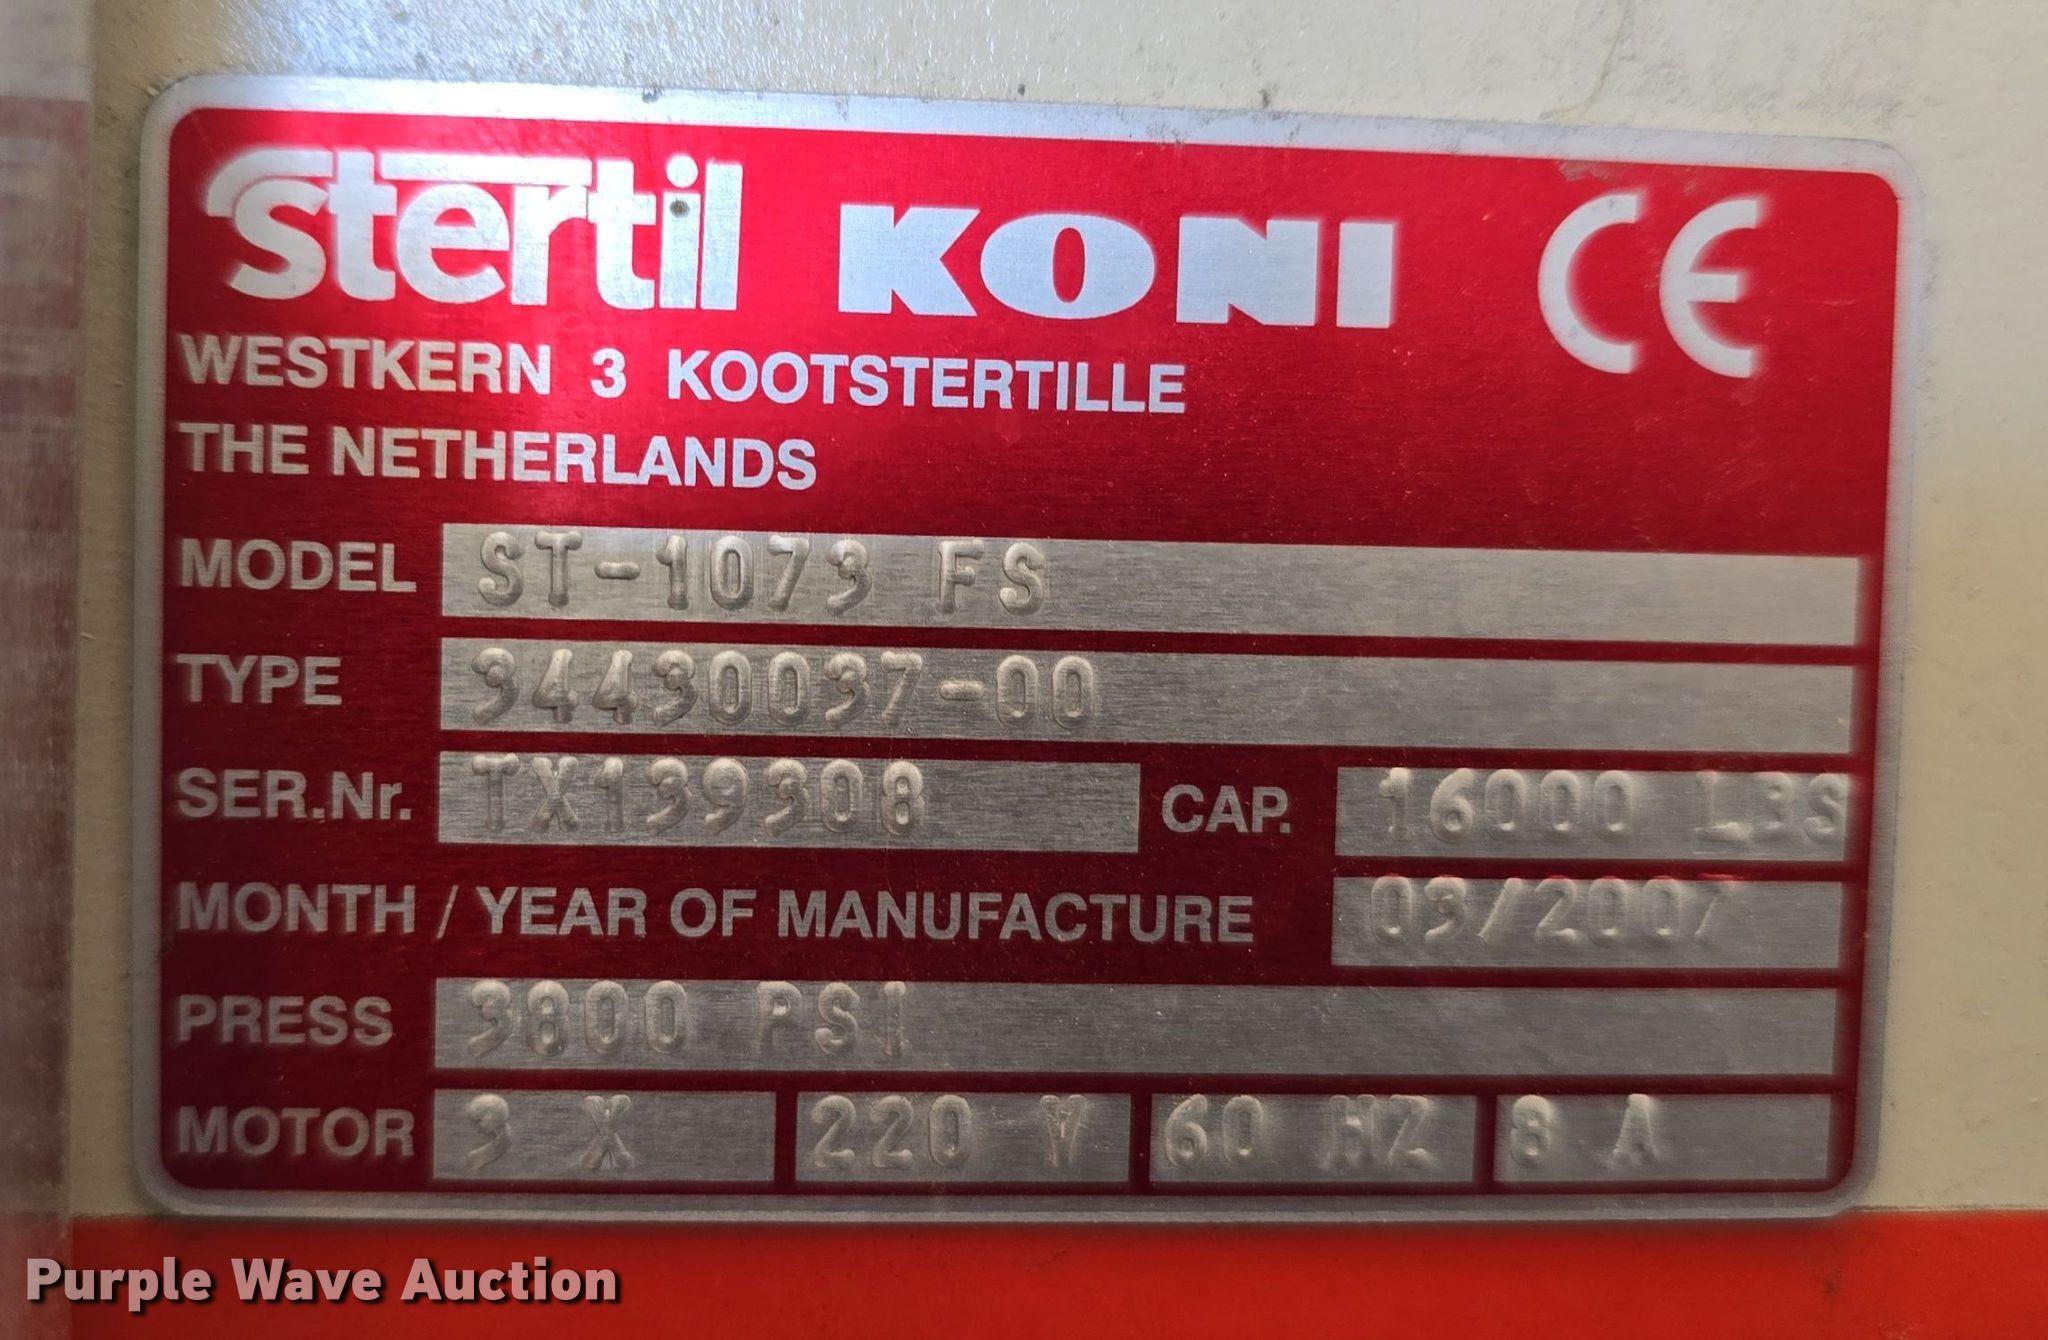 Stertil KONI CE
WESTKERN 3 KOOTSTERTILLE
THE NETHERLANDS
MODEL ST-1073 FS
TYPE 34430037-00
SER.Nr. TX139308 CAP. 16000 LBS
MONTH / YEAR OF MANUFACTURE 03/2007
PRESS 3800 PSI
MOTOR 3 X 220 V 60 HZ 8 A
Purple Wave Auction